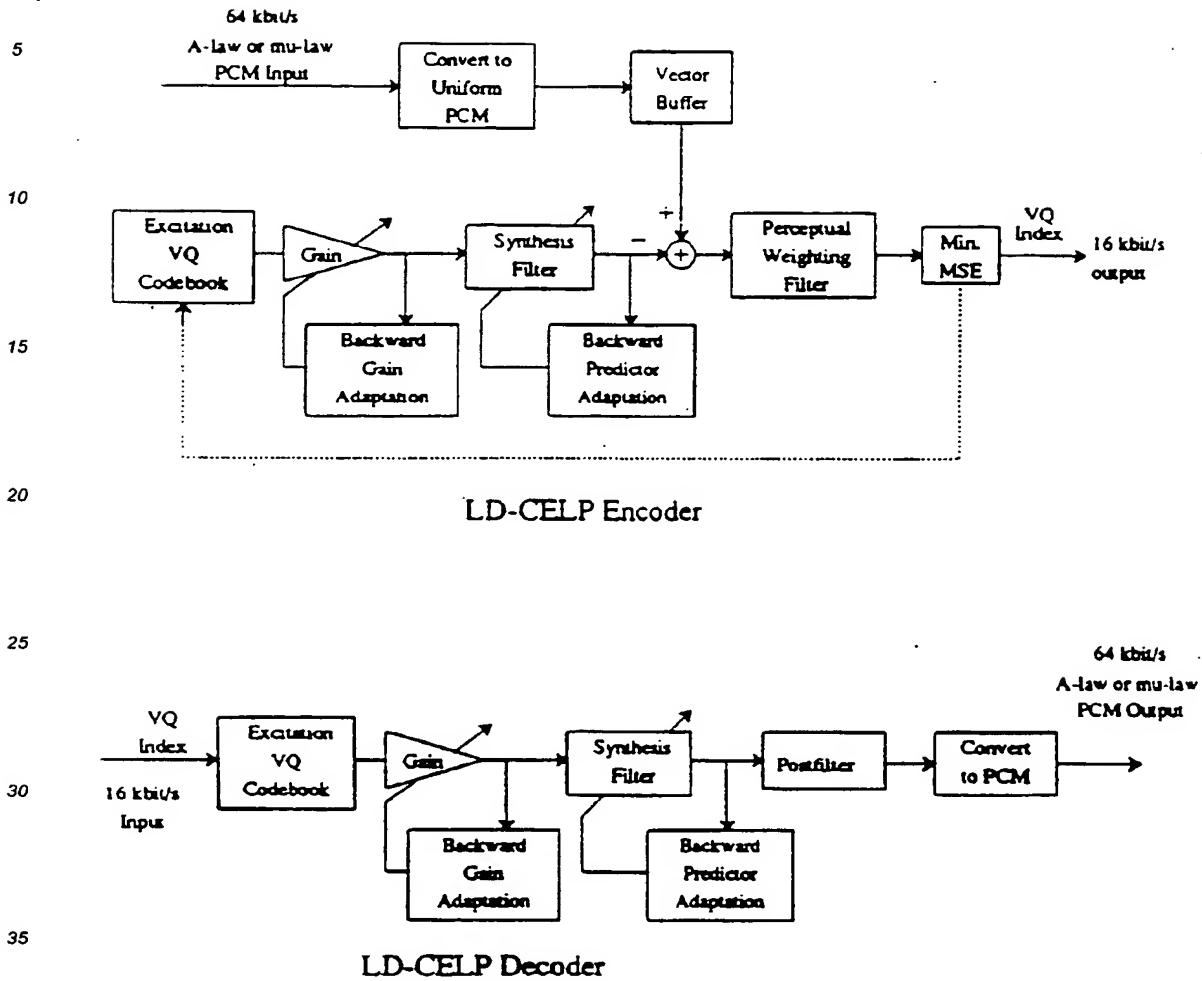 64 kbit/s
A-law or mu-law
PCM Input
5
Convert to
Uniform
PCM
Vector
Buffer
10
Excitation
VQ
Codebook
Gain
Synthesis
Filter
−
+
+
Perceptual
Weighting
Filter
Min.
MSE
VQ
Index
16 kbit/s
output
15
Backward
Gain
Adaptation
Backward
Predictor
Adaptation
20
LD-CELP Encoder
25
64 kbit/s
A-law or mu-law
PCM Output
VQ
Index
16 kbit/s
Input
Excitation
VQ
Codebook
Gain
Synthesis
Filter
Postfilter
Convert
to PCM
30
Backward
Gain
Adaptation
Backward
Predictor
Adaptation
35
LD-CELP Decoder